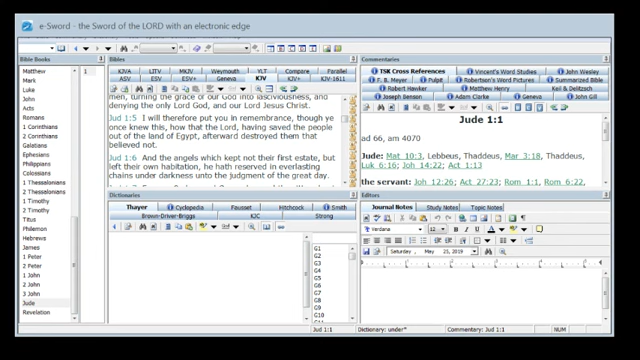 e-Sword - the Sword of the LORD with an electronic edge
Bible Books
Matthew
Mark
Luke
John
Acts
Romans
1 Corinthians
2 Corinthians
Galatians
Ephesians
Philippians
Colossians
1 Thessalonians
2 Thessalonians
1 Timothy
2 Timothy
Titus
Philemon
Hebrews
James
1 Peter
2 Peter
1 John
2 John
3 John
Jude
Revelation
1
Bibles
KJVA LITV MKJV Weymouth YLT Compare Parallel
ASV ESV ESV+ Geneva KJV KJV+ KJV-1611
men, turning the grace of our God into lasciviousness, and
denying the only Lord God, and our Lord Jesus Christ.
Jud 1:5 I will therefore put you in remembrance, though ye
once knew this, how that the Lord, having saved the people
out of the land of Egypt, afterward destroyed them that
believed not.
Jud 1:6 And the angels which kept not their first estate, but
left their own habitation, he hath reserved in everlasting
chains under darkness unto the judgment of the great day.
Dictionaries
Thayer Cyclopedia Fausset Hitchcock Smith
Brown-Driver-Briggs KJC Strong
G1
G2
G3
G4
G5
G6
G7
G8
G9
G10
Commentaries
TSK Cross References Vincent's Word Studies John Wesley
F. B. Meyer Pulpit Robertson's Word Pictures Summarized Bible
Robert Hawker Matthew Henry Keil & Delitzsch
Joseph Benson Adam Clarke Geneva John Gill
Jude 1:1
ad 66, am 4070
Jude: Mat 10:3, Lebbeus, Thaddeus, Mar 3:18, Thaddeus,
Luk 6:16; Joh 14:22; Act 1:13
the servant: Joh 12:26; Act 27:23; Rom 1:1, Rom 6:22,
Editors
Journal Notes Study Notes Topic Notes
Verdana 12 B I U
Saturday , May 25, 2019
Jud 1:1 Dictionary: under* Commentary: Jud 1:1 NUM